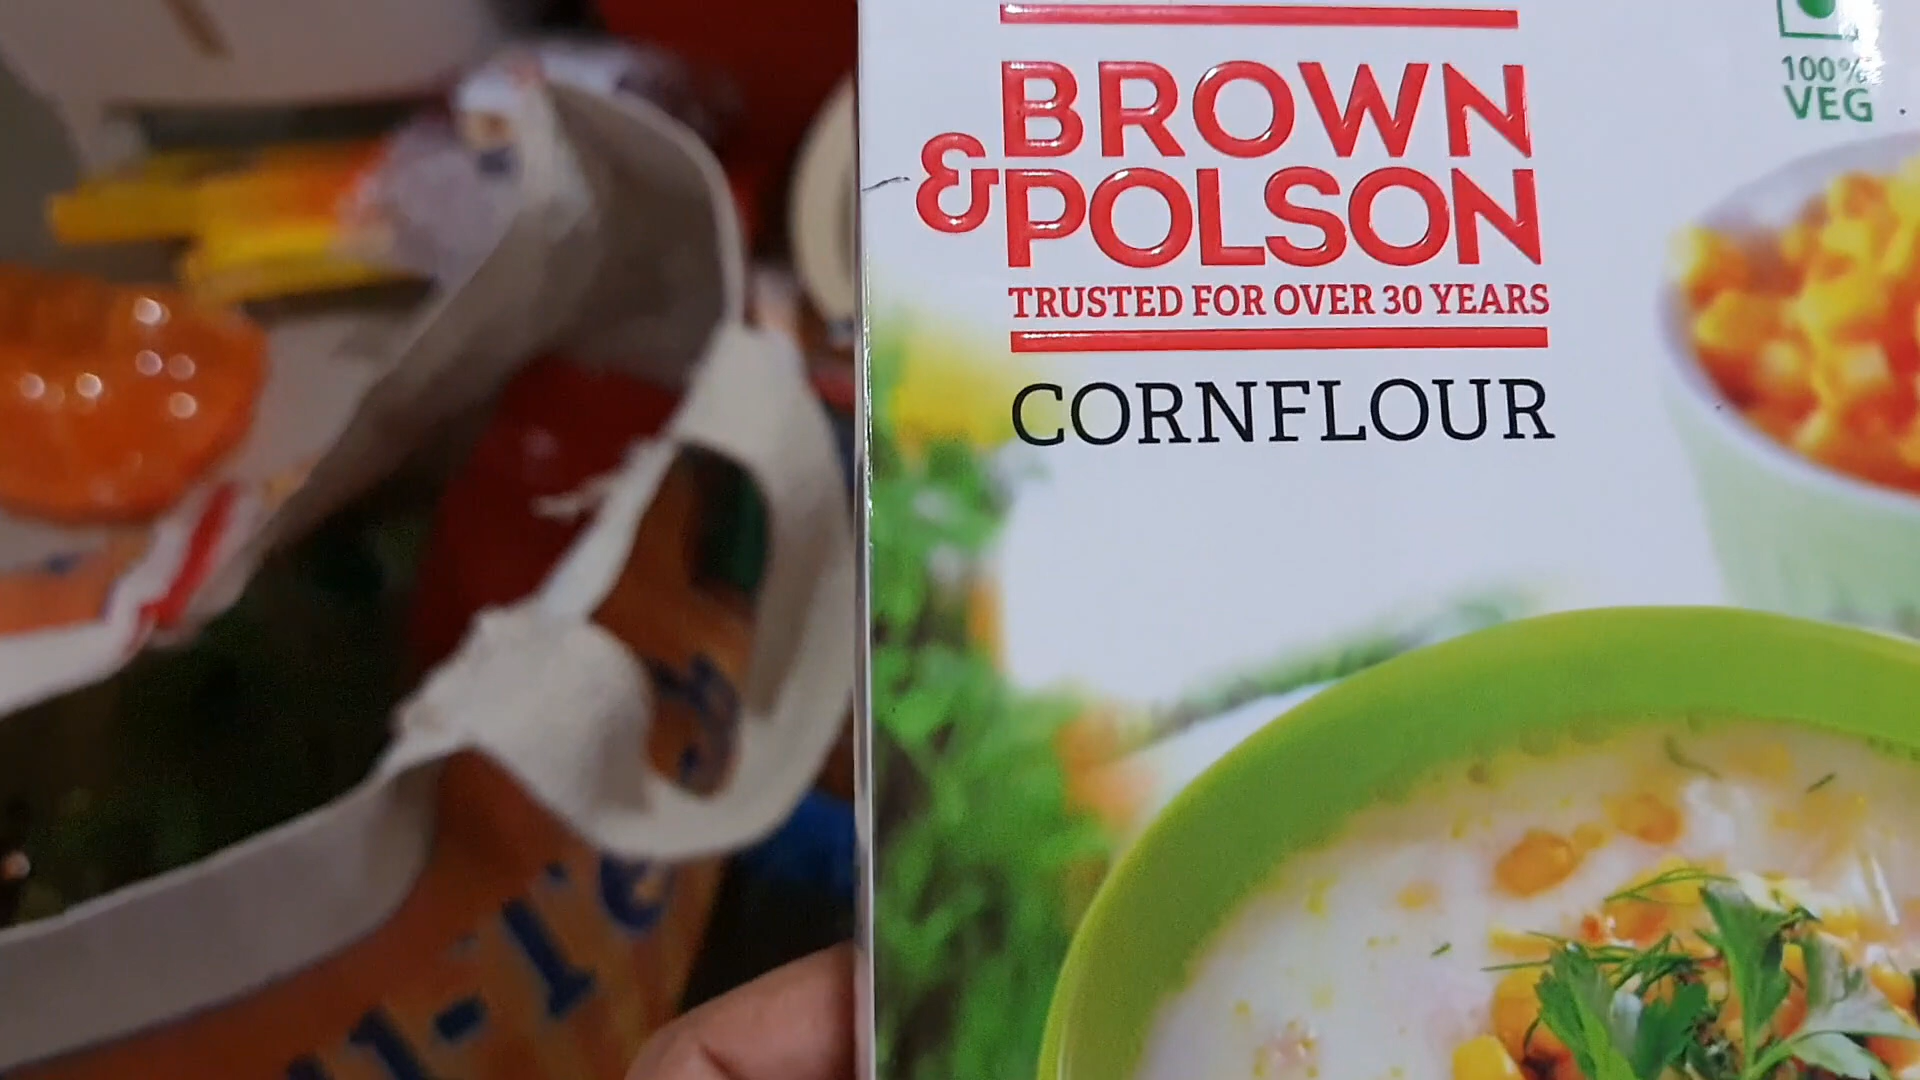 BROWN
& POLSON
TRUSTED FOR OVER 30 YEARS
CORNFLOUR
100%
VEG